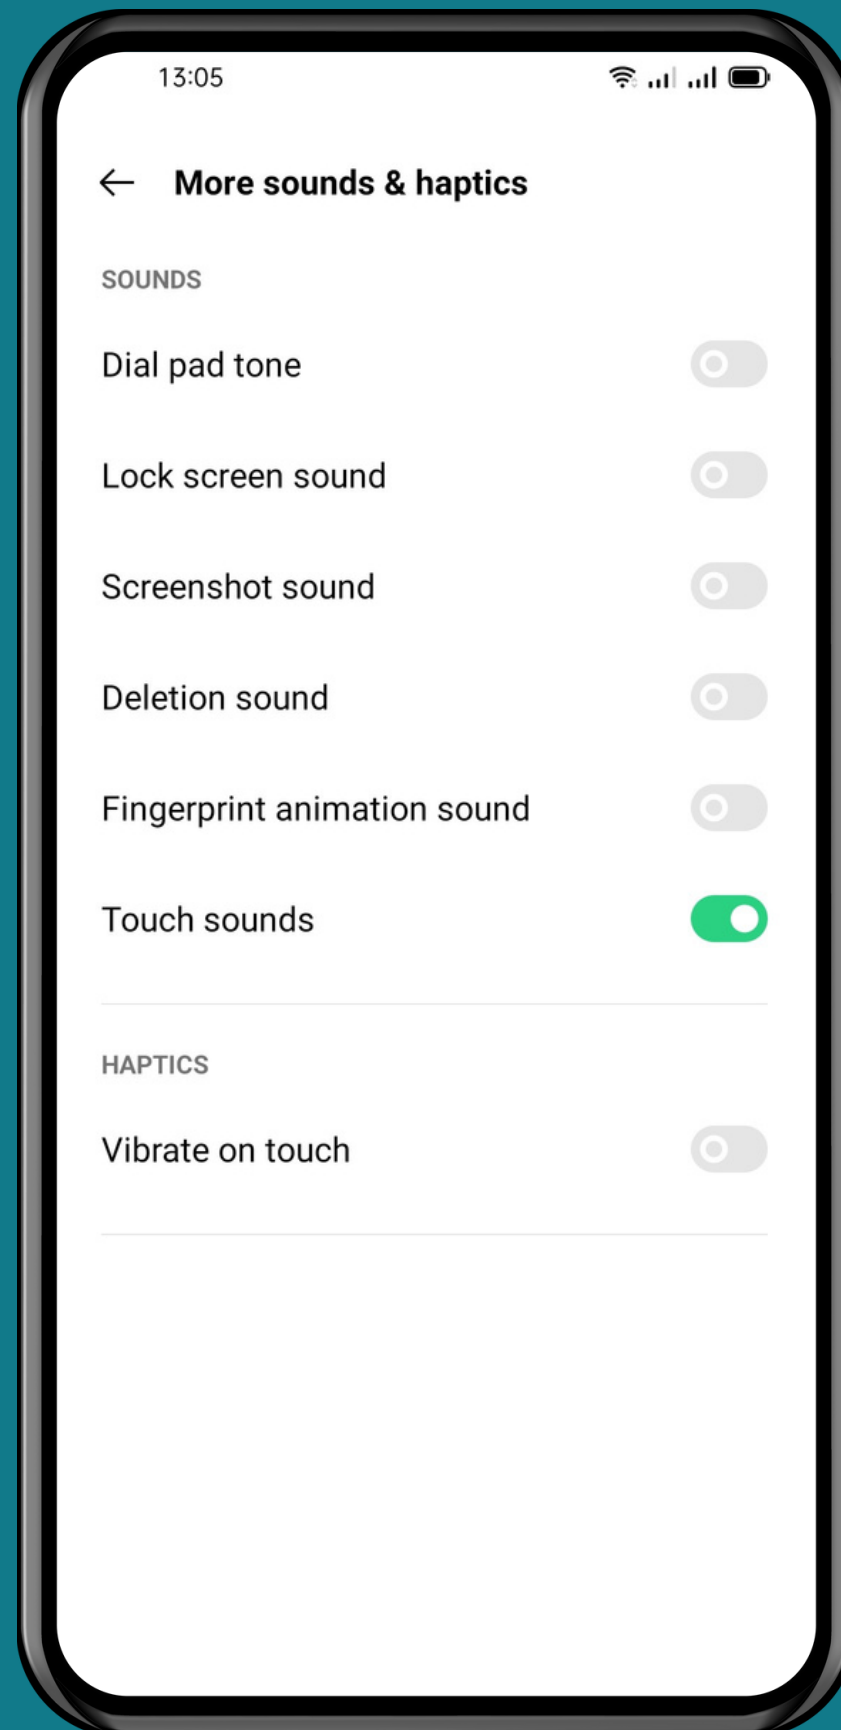 13:05
More sounds & haptics
SOUNDS
Dial pad tone
Lock screen sound
Screenshot sound
Deletion sound
Fingerprint animation sound
Touch sounds
HAPTICS
Vibrate on touch